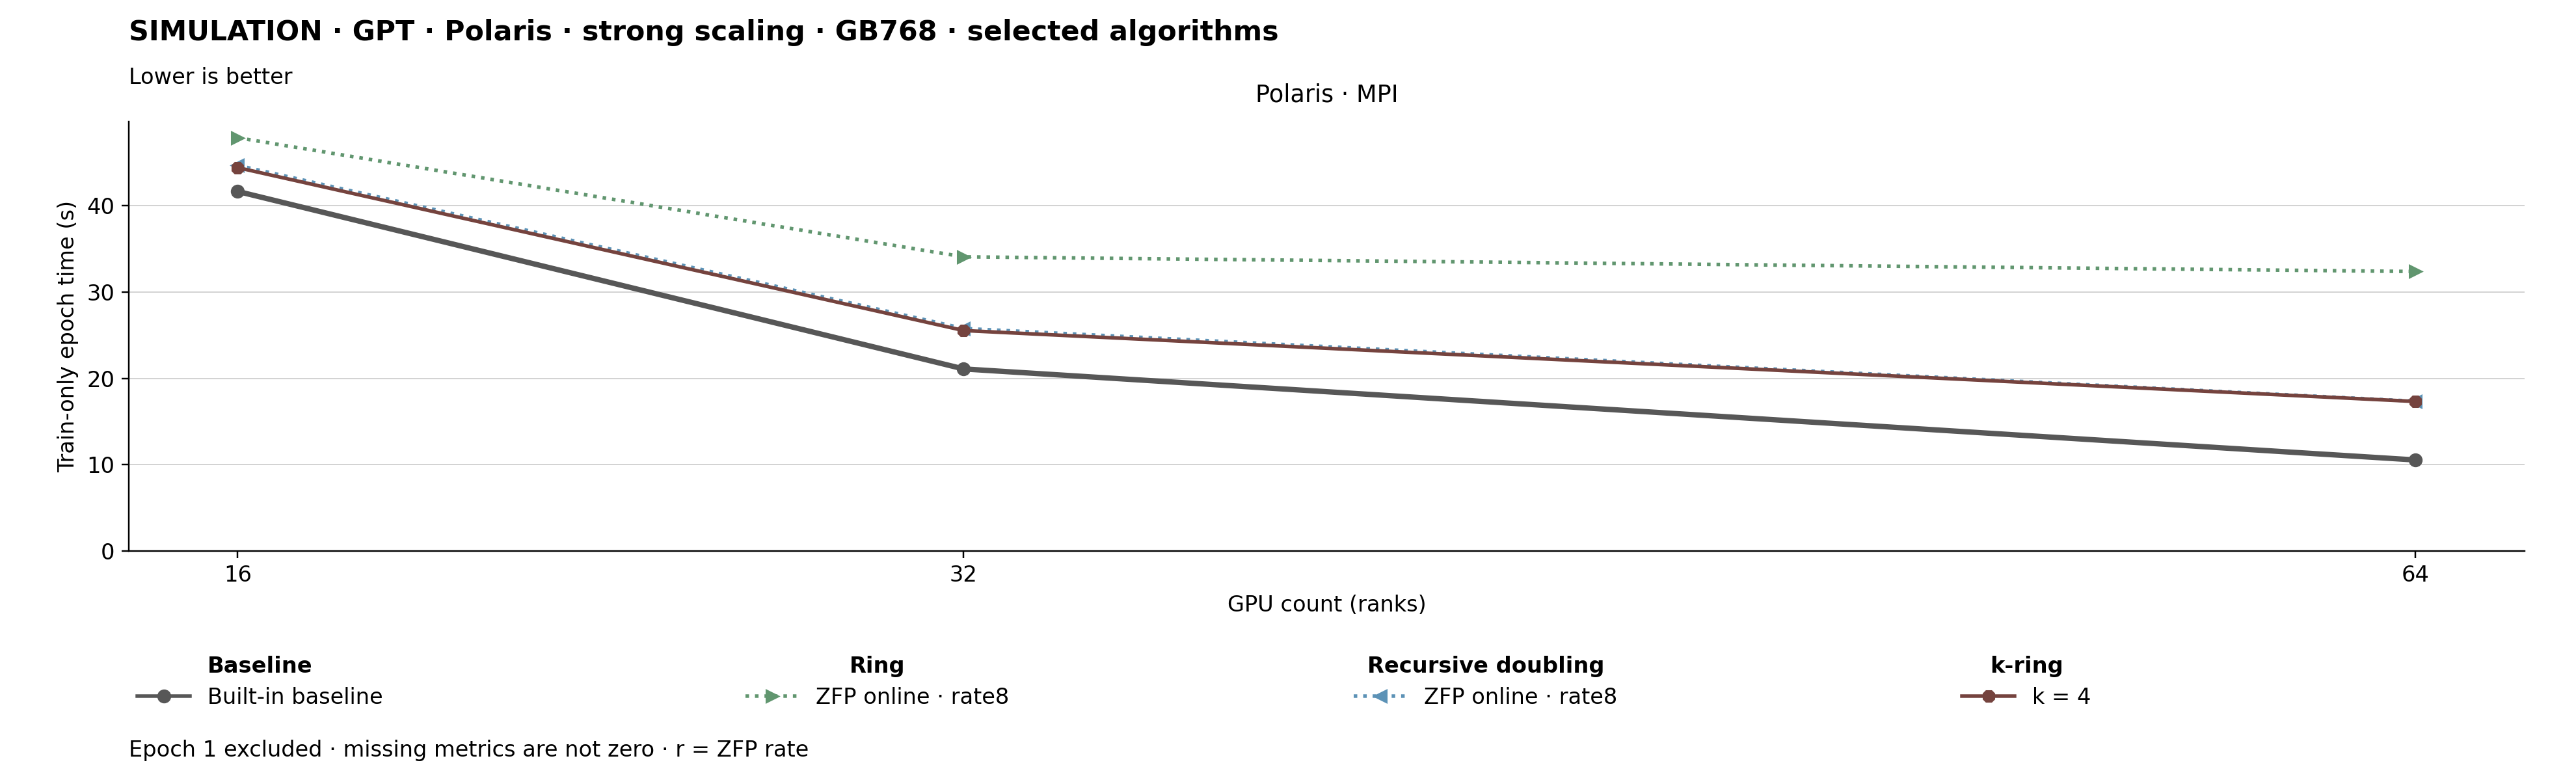 SIMULATION · GPT · Polaris · strong scaling · GB768 · selected algorithms
Lower is better
Polaris · MPI
Train-only epoch time (s)
40
30
20
10
0
16 32 64
GPU count (ranks)
Baseline Ring Recursive doubling k-ring
Built-in baseline ZFP online · rate8 ZFP online · rate8 k = 4
Epoch 1 excluded · missing metrics are not zero · r = ZFP rate